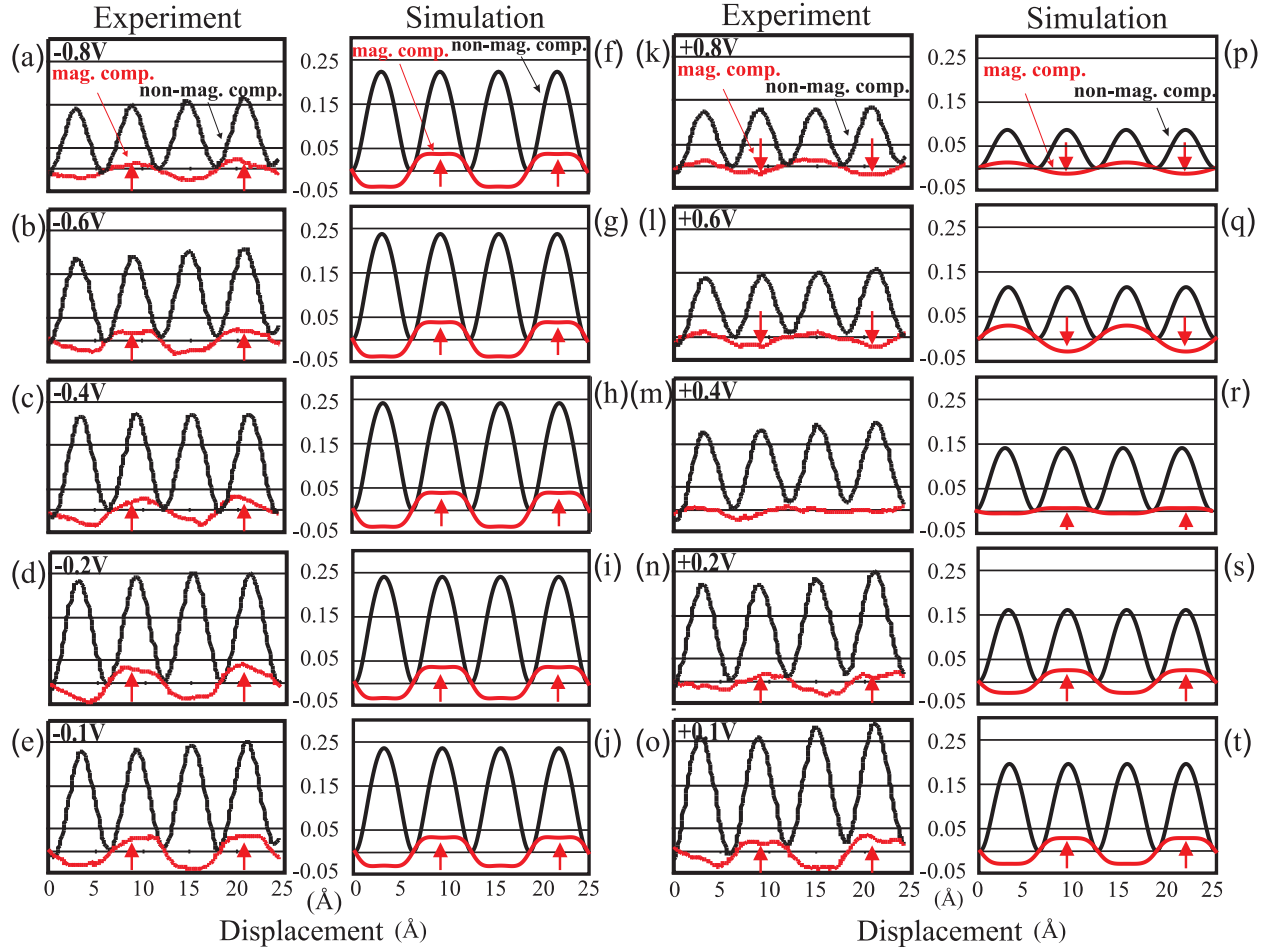 Experiment Simulation Experiment Simulation
(a) -0.8V mag. comp. non-mag. comp. 0.25 0.15 0.05 -0.05 mag. comp. non-mag. comp. (f)
(k) +0.8V mag. comp. non-mag. comp. 0.25 0.15 0.05 -0.05 mag. comp. non-mag. comp. (p)
(b) -0.6V 0.25 0.15 0.05 -0.05 (g)
(l) +0.6V 0.25 0.15 0.05 -0.05 (q)
(c) -0.4V 0.25 0.15 0.05 -0.05 (h)
(m) +0.4V 0.25 0.15 0.05 -0.05 (r)
(d) -0.2V 0.25 0.15 0.05 -0.05 (i)
(n) +0.2V 0.25 0.15 0.05 -0.05 (s)
(e) -0.1V 0.25 0.15 0.05 -0.05 (j)
(o) +0.1V 0.25 0.15 0.05 -0.05 (t)
0 5 10 15 20 25 0 5 10 15 20 25 0 5 10 15 20 25 0 5 10 15 20 25
(Å) (Å)
Displacement (Å) Displacement (Å)